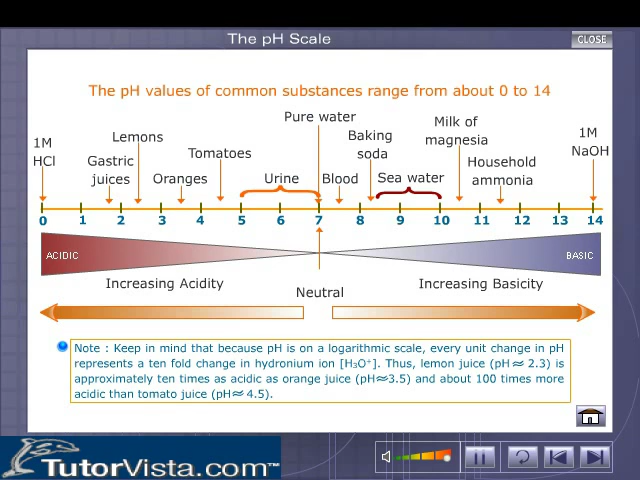 The pH Scale
CLOSE
The pH values of common substances range from about 0 to 14
Pure water
Milk of
magnesia
1M
HCl
Lemons
Baking
soda
1M
NaOH
Gastric
juices
Tomatoes
Household
ammonia
Oranges
Urine
Blood
Sea water
0 1 2 3 4 5 6 7 8 9 10 11 12 13 14
ACIDIC
BASIC
Increasing Acidity
Neutral
Increasing Basicity
Note : Keep in mind that because pH is on a logarithmic scale, every unit change in pH
represents a ten fold change in hydronium ion [H₃O⁺]. Thus, lemon juice (pH ≈ 2.3) is
approximately ten times as acidic as orange juice (pH≈3.5) and about 100 times more
acidic than tomato juice (pH≈ 4.5).
TutorVista.com™